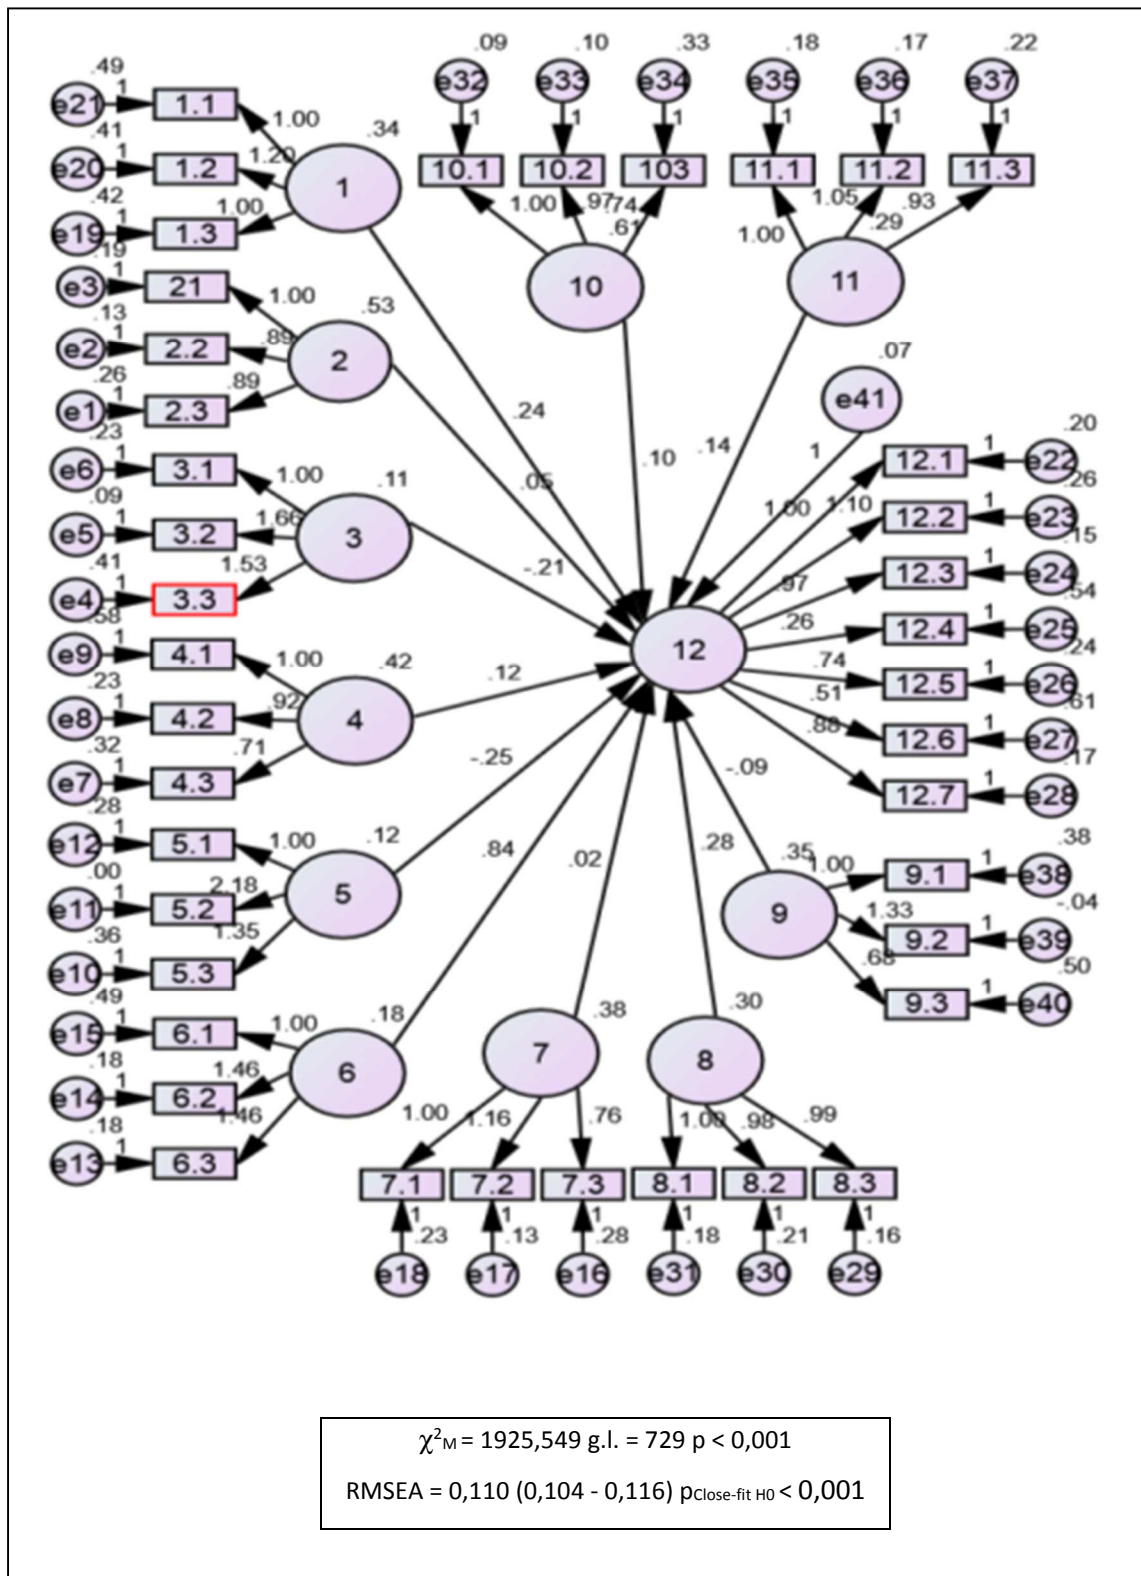 .09 .10 .33 .18 .17 .22
e32 e33 e34 e35 e36 e37
1 1 1 1 1 1
10.1 10.2 103 11.1 11.2 11.3
1.00 .97 .74 1.00 1.05 .93
10 .61
11 .29
.49
e21 1 1.1 1.00
.41
e20 1 1.2 1.20
.42
e19 1 1.3 1.00
1 .34
.19
e3 1 21 1.00
.13
e2 1 2.2 .89
.26
e1 1 2.3 .89
2 .53
.23
e6 1 3.1 1.00
.09
e5 1 3.2 1.66
.41
e4 1 3.3 1.53
3 .11
.58
e9 1 4.1 1.00
.23
e8 1 4.2 .92
.32
e7 1 4.3 .71
4 .42
.28
e12 1 5.1 1.00
.00
e11 1 5.2 2.18
.36
e10 1 5.3 1.35
5 .12
.49
e15 1 6.1 1.00
.18
e14 1 6.2 1.46
.18
e13 1 6.3 1.46
6 .18
.24
.05
-.21
.12
-.25
.84
.02
.28
-.09
.10
.14
.07
e41
1
12
1.00 12.1 1 e22 .20
1.10 12.2 1 e23 .26
.97 12.3 1 e24 .15
.26 12.4 1 e25 .54
.74 12.5 1 e26 .24
.51 12.6 1 e27 .61
.88 12.7 1 e28 .17
9 .35
1.00 9.1 1 e38 .38
1.33 9.2 1 e39 -.04
.68 9.3 1 e40 .50
7 .38
8 .30
1.00 1.16 .76 1.00 .98 .99
7.1 7.2 7.3 8.1 8.2 8.3
1 1 1 1 1 1
.23 .13 .28 .18 .21 .16
e18 e17 e16 e31 e30 e29
χ²M = 1925,549 g.l. = 729 p < 0,001
RMSEA = 0,110 (0,104 - 0,116) pClose-fit H0 < 0,001